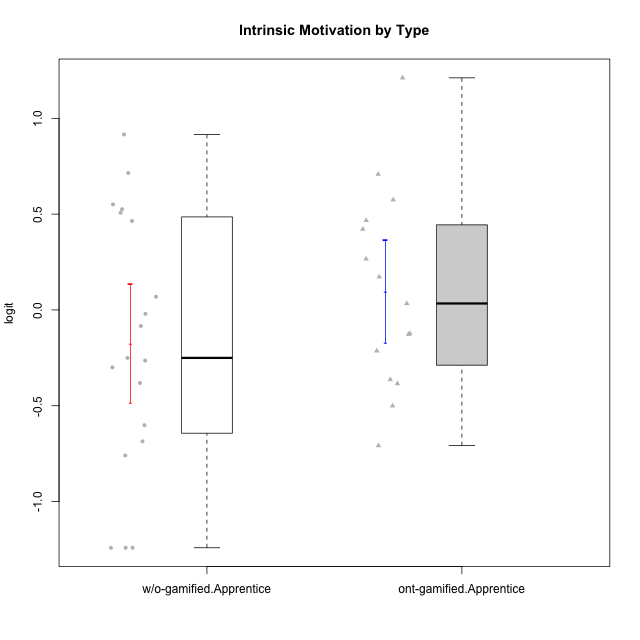 Intrinsic Motivation by Type
logit
1.0
0.5
0.0
-0.5
-1.0
w/o-gamified.Apprentice
ont-gamified.Apprentice